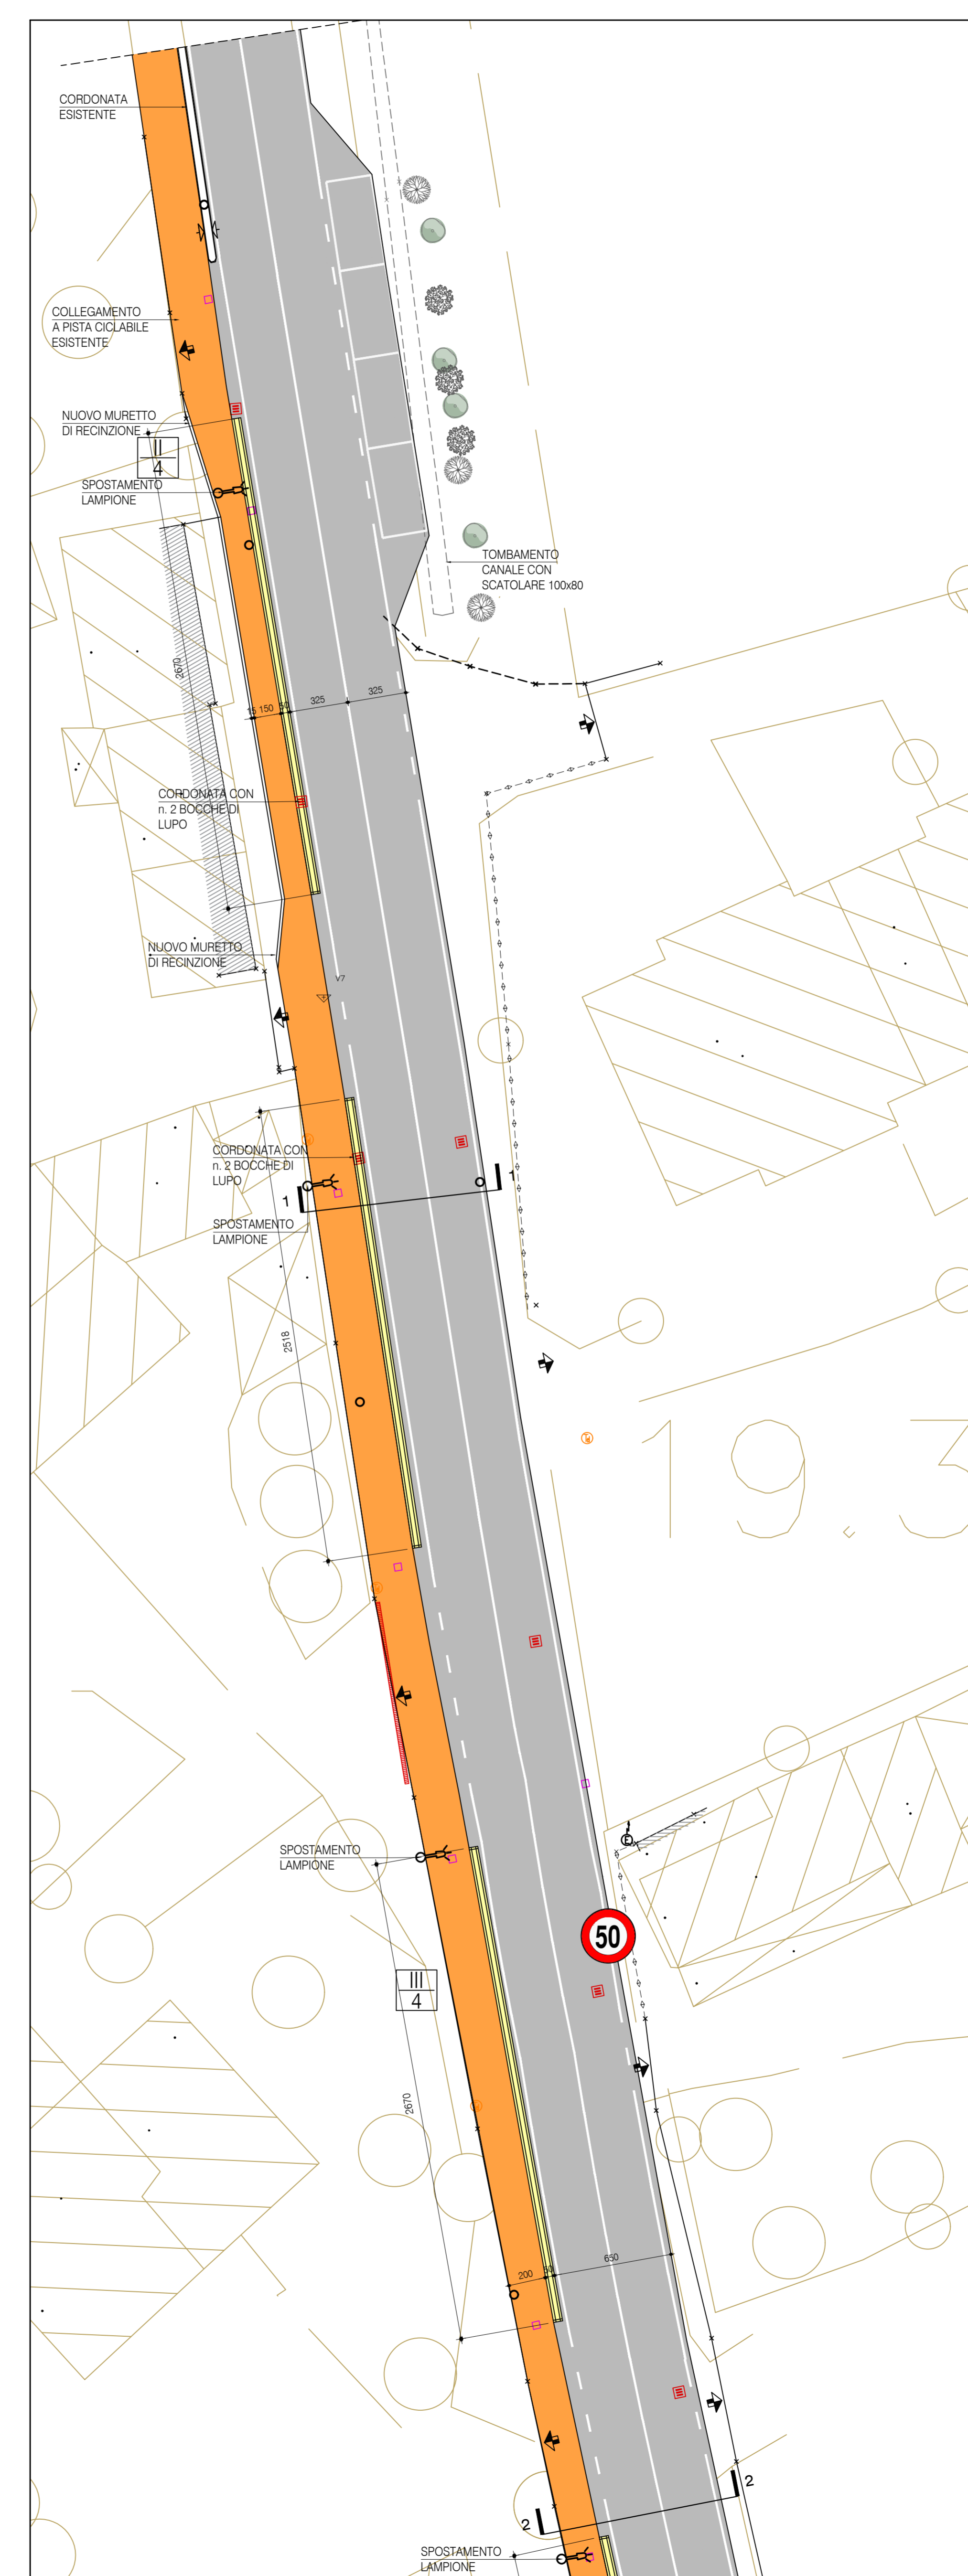 CORDONATA
ESISTENTE
COLLEGAMENTO
A PISTA CICLABILE
ESISTENTE
NUOVO MURETTO
DI RECINZIONE
II
4
SPOSTAMENTO
LAMPIONE
TOMBAMENTO
CANALE CON
SCATOLARE 100x80
2670
15 150 50 325 325
CORDONATA CON
n. 2 BOCCHE DI
LUPO
NUOVO MURETTO
DI RECINZIONE
V7
CORDONATA CON
n. 2 BOCCHE DI
LUPO
1 1
SPOSTAMENTO
LAMPIONE
2518
19.3
SPOSTAMENTO
LAMPIONE
E
50
III
4
2670
200 50 650
2 2
SPOSTAMENTO
LAMPIONE